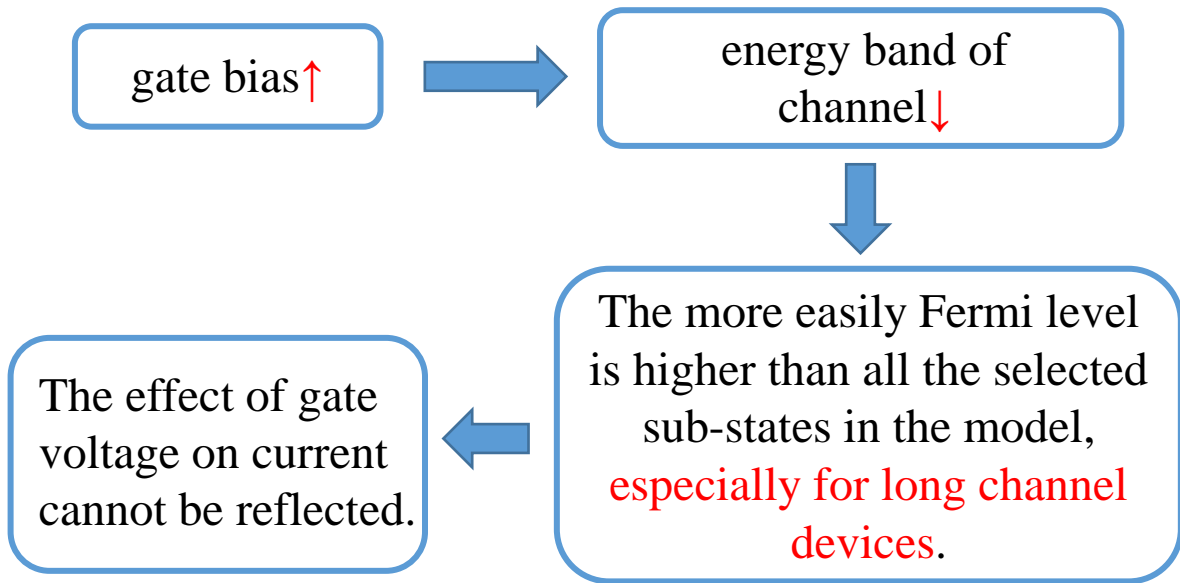 gate bias↑
energy band of
channel↓
The more easily Fermi level
is higher than all the selected
sub-states in the model,
especially for long channel
devices.
The effect of gate
voltage on current
cannot be reflected.